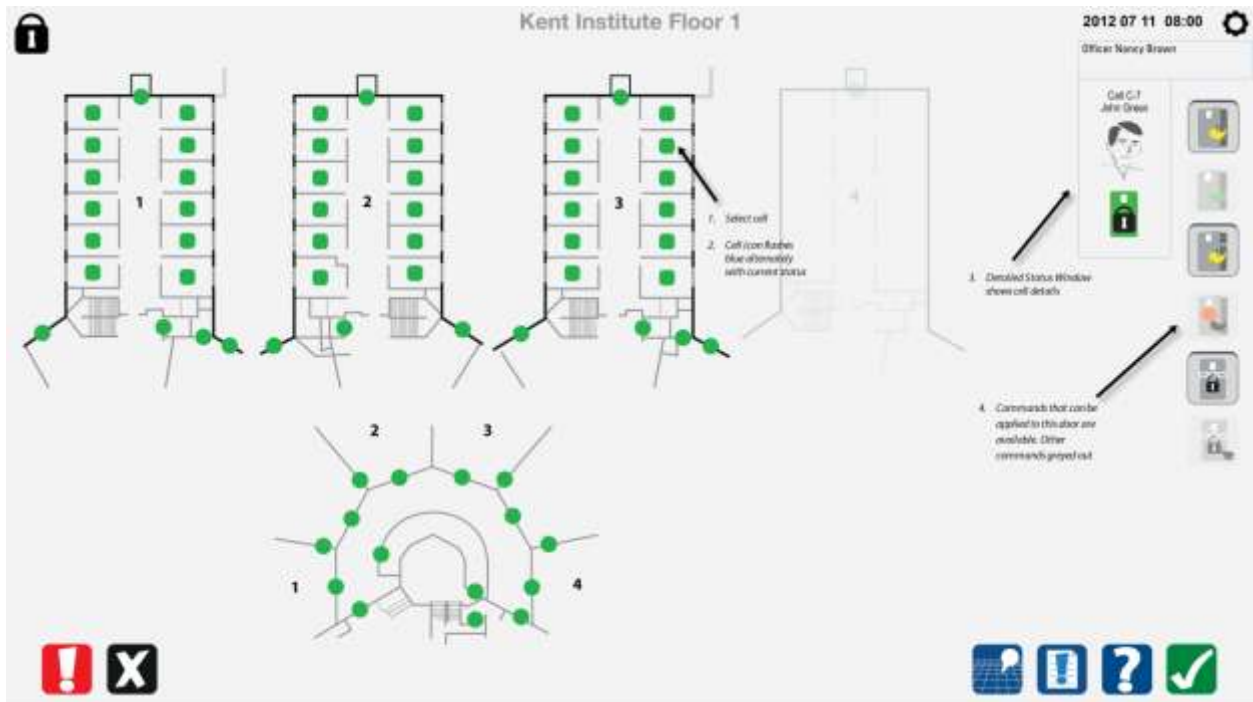 Kent Institute Floor 1
2012 07 11 08:00
Officer Nancy Brown
Cell C-7
John Green
1
2
3
4
1. Select cell
2. Cell icon flashes
blue alternately
with current status
3. Detailed Status Window
shows cell details
4. Commands that can be
applied to this door are
available. Other
commands greyed out
2
3
1
4